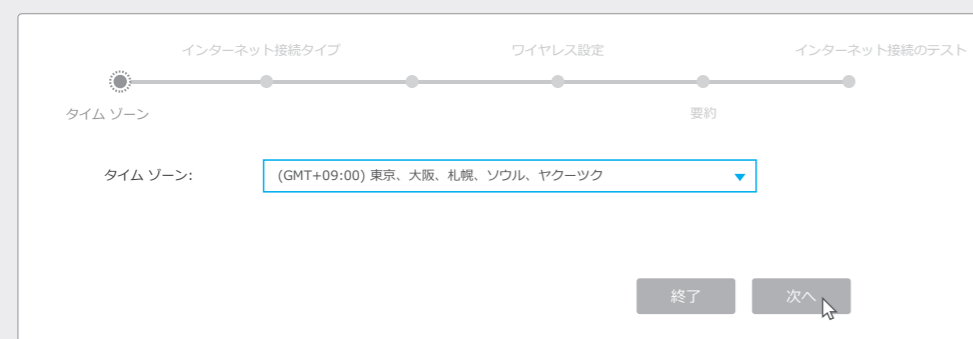 インターネット接続タイプ ワイヤレス設定 インターネット接続のテスト
タイム ゾーン 要約
タイム ゾーン: (GMT+09:00) 東京、大阪、札幌、ソウル、ヤクーツク
終了 次へ